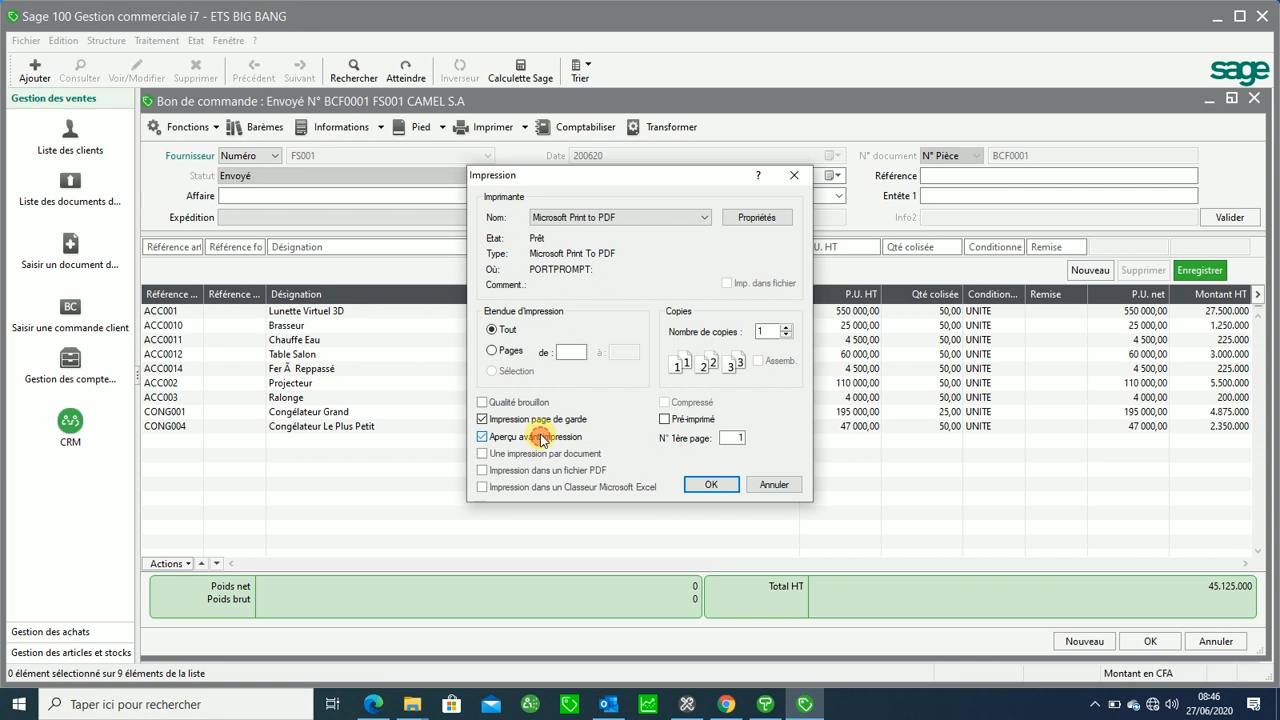 Sage 100 Gestion commerciale i7 - ETS BIG BANG
Fichier Edition Structure Traitement Etat Fenêtre ?
Ajouter Consulter Voir/Modifier Supprimer Précédent Suivant Rechercher Atteindre Inverseur Calculette Sage Trier
sage
Gestion des ventes
Liste des clients
Liste des documents d...
Saisir un document d...
BC
Saisir une commande client
Gestion des compte...
CRM
Gestion des achats
Gestion des articles et stocks
Bon de commande : Envoyé N° BCF0001 FS001 CAMEL S.A
Fonctions Barèmes Informations Pied Imprimer Comptabiliser Transformer
Fournisseur Numéro FS001 Date 200620 N° document N° Pièce BCF0001
Statut Envoyé Référence
Affaire Entête 1
Expédition Info2 Valider
Référence art Référence fo Désignation U. HT Qté colisée Conditionne Remise
Nouveau Supprimer Enregistrer
Référence ... Référence ... Désignation P.U. HT Qté colisée Condition... Remise P.U. net Montant HT
ACC001 Lunette Virtuel 3D 550 000,00 50,00 UNITE 550 000,00 27.500.000
ACC0010 Brasseur 25 000,00 50,00 UNITE 25 000,00 1.250.000
ACC0011 Chauffe Eau 4 500,00 50,00 UNITE 4 500,00 225.000
ACC0012 Table Salon 60 000,00 50,00 UNITE 60 000,00 3.000.000
ACC0014 Fer Ã Reppassé 4 500,00 50,00 UNITE 4 500,00 225.000
ACC002 Projecteur 110 000,00 50,00 UNITE 110 000,00 5.500.000
ACC003 Ralonge 4 000,00 50,00 UNITE 4 000,00 200.000
CONG001 Congélateur Grand 195 000,00 25,00 UNITE 195 000,00 4.875.000
CONG004 Congélateur Le Plus Petit 47 000,00 50,00 UNITE 47 000,00 2.350.000
Impression ?
Imprimante
Nom: Microsoft Print to PDF Propriétés
Etat: Prêt
Type: Microsoft Print To PDF
Où: PORTPROMPT:
Comment.: Imp. dans fichier
Etendue d'impression
Tout
Pages de : à :
Sélection
Copies
Nombre de copies : 1
1 1 2 2 3 3 Assemb.
Qualité brouillon Compressé
Impression page de garde Pré-imprimé
Aperçu avant impression N° 1ère page: 1
Une impression par document
Impression dans un fichier PDF
Impression dans un Classeur Microsoft Excel
OK Annuler
Actions
Poids net 0 Total HT 45.125.000
Poids brut 0
Nouveau OK Annuler
0 élément sélectionné sur 9 éléments de la liste Montant en CFA
Taper ici pour rechercher
08:46
27/06/2020